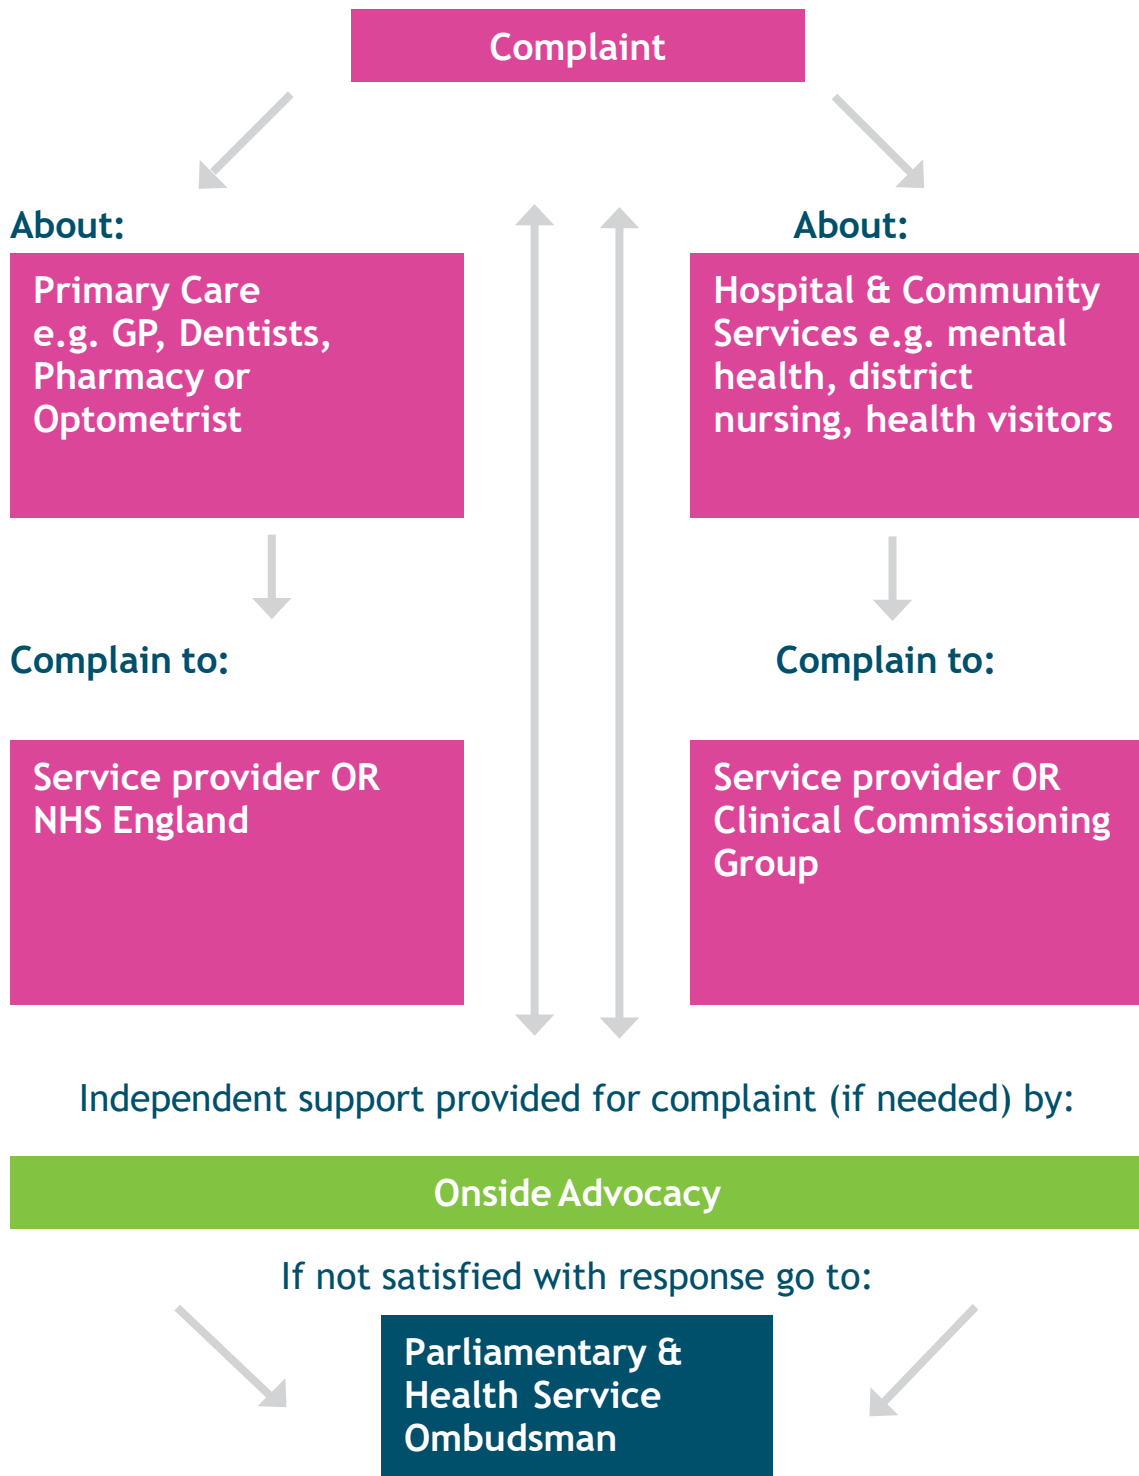 Complaint
About:
Primary Care
e.g. GP, Dentists,
Pharmacy or
Optometrist
Complain to:
Service provider OR
NHS England
About:
Hospital & Community
Services e.g. mental
health, district
nursing, health visitors
Complain to:
Service provider OR
Clinical Commissioning
Group
Independent support provided for complaint (if needed) by:
Onside Advocacy
If not satisfied with response go to:
Parliamentary &
Health Service
Ombudsman